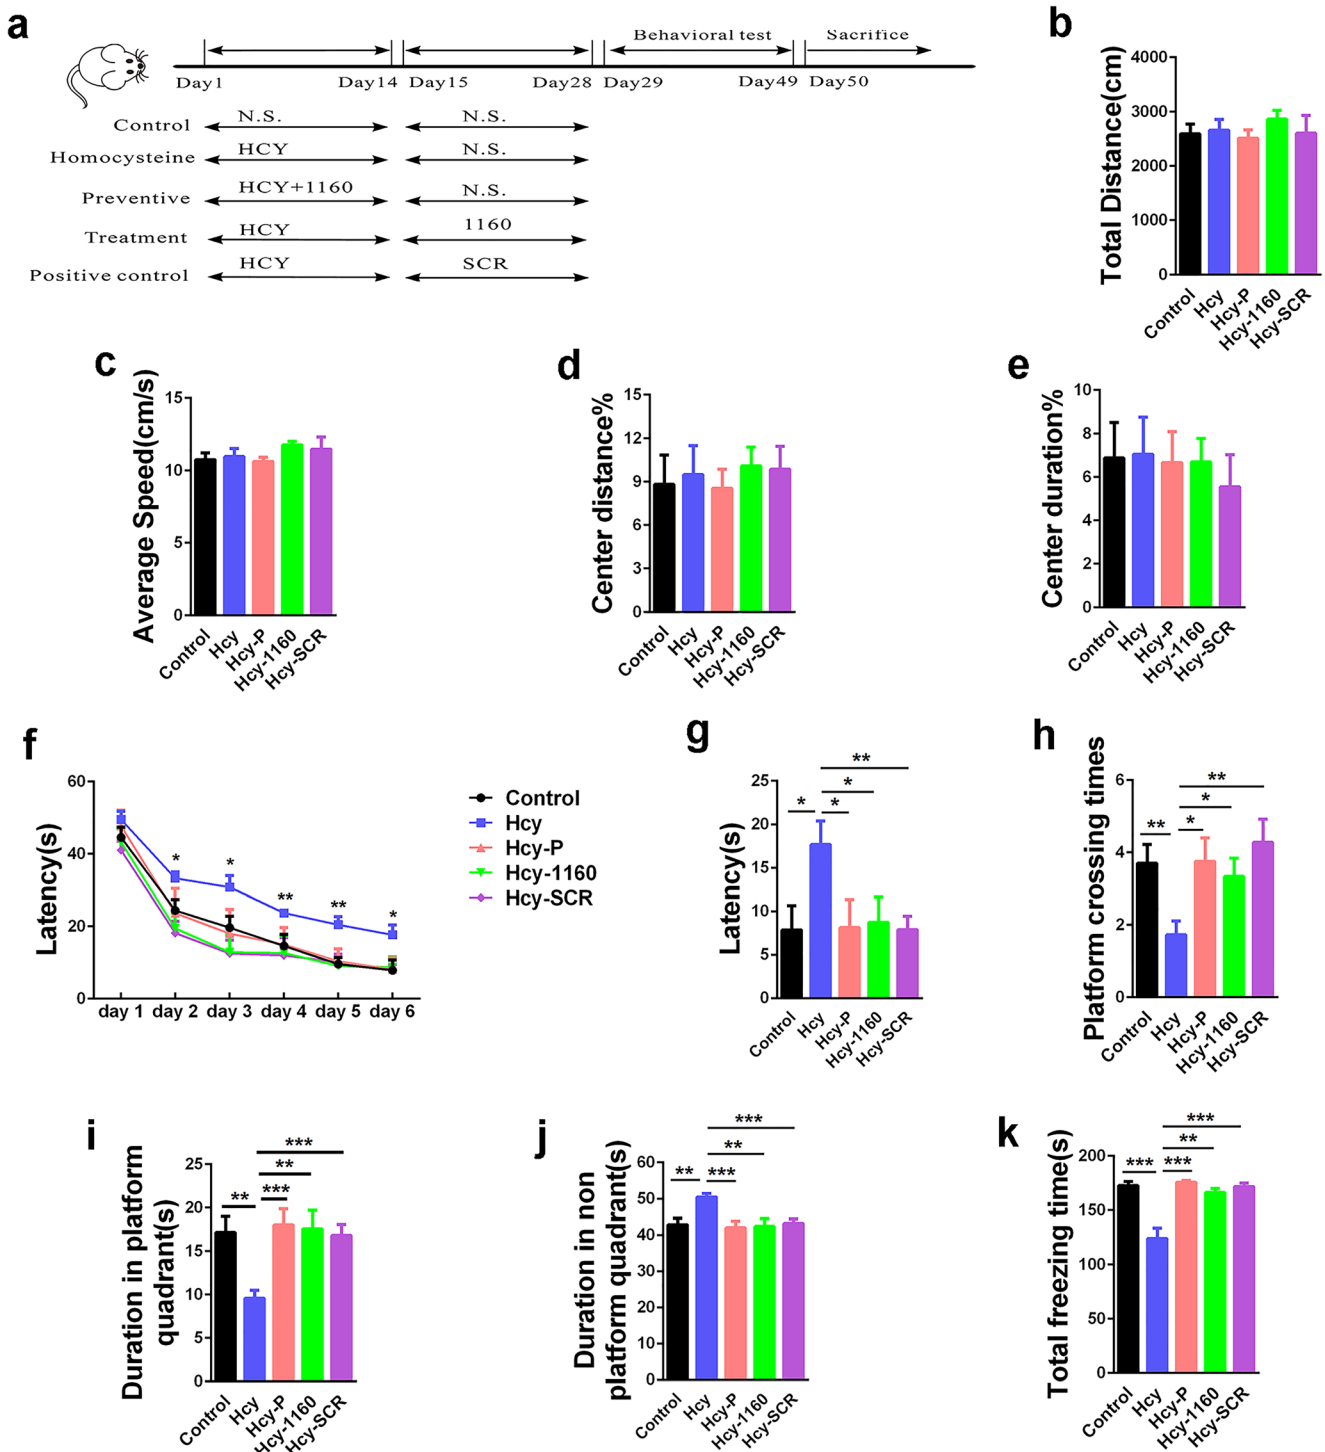 a
Behavioral test
Sacrifice
Day1 Day14 Day15 Day28 Day29 Day49 Day50
Control N.S. N.S.
Homocysteine HCY N.S.
Preventive HCY+1160 N.S.
Treatment HCY 1160
Positive control HCY SCR
b
Total Distance(cm)
4000
3000
2000
1000
0
Control Hcy Hcy-P Hcy-1160 Hcy-SCR
c
Average Speed(cm/s)
15
10
5
0
Control Hcy Hcy-P Hcy-1160 Hcy-SCR
d
Center distance%
15
12
9
6
3
0
Control Hcy Hcy-P Hcy-1160 Hcy-SCR
e
Center duration%
10
8
6
4
2
0
Control Hcy Hcy-P Hcy-1160 Hcy-SCR
f
Latency(s)
60
40
20
0
* * ** ** *
day 1 day 2 day 3 day 4 day 5 day 6
Control
Hcy
Hcy-P
Hcy-1160
Hcy-SCR
g
Latency(s)
25
20
15
10
5
0
**
*
* *
Control Hcy Hcy-P Hcy-1160 Hcy-SCR
h
Platform crossing times
6
4
2
0
**
*
** *
Control Hcy Hcy-P Hcy-1160 Hcy-SCR
i
Duration in platform
quadrant(s)
25
20
15
10
5
0
***
**
** ***
Control Hcy Hcy-P Hcy-1160 Hcy-SCR
j
Duration in non
platform quadrant(s)
60
50
40
30
20
10
0
***
**
** ***
Control Hcy Hcy-P Hcy-1160 Hcy-SCR
k
Total freezing time(s)
200
150
100
50
0
***
**
*** ***
Control Hcy Hcy-P Hcy-1160 Hcy-SCR